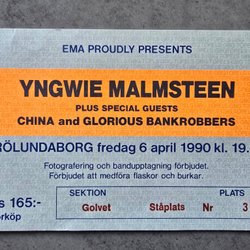 EMA PROUDLY PRESENTS
YNGWIE MALMSTEEN
PLUS SPECIAL GUESTS
CHINA and GLORIOUS BANKROBBERS
RÖLUNDABORG fredag 6 april 1990 kl. 19.
Fotografering och bandupptagning förbjudet.
Förbjudet att medföra flaskor och burkar.
s 165:-
örköp
SEKTION
PLATS
Golvet
Ståplats
Nr 3